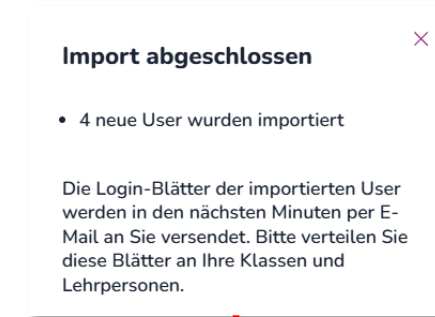 Import abgeschlossen
• 4 neue User wurden importiert
Die Login-Blätter der importierten User
werden in den nächsten Minuten per E-
Mail an Sie versendet. Bitte verteilen Sie
diese Blätter an Ihre Klassen und
Lehrpersonen.